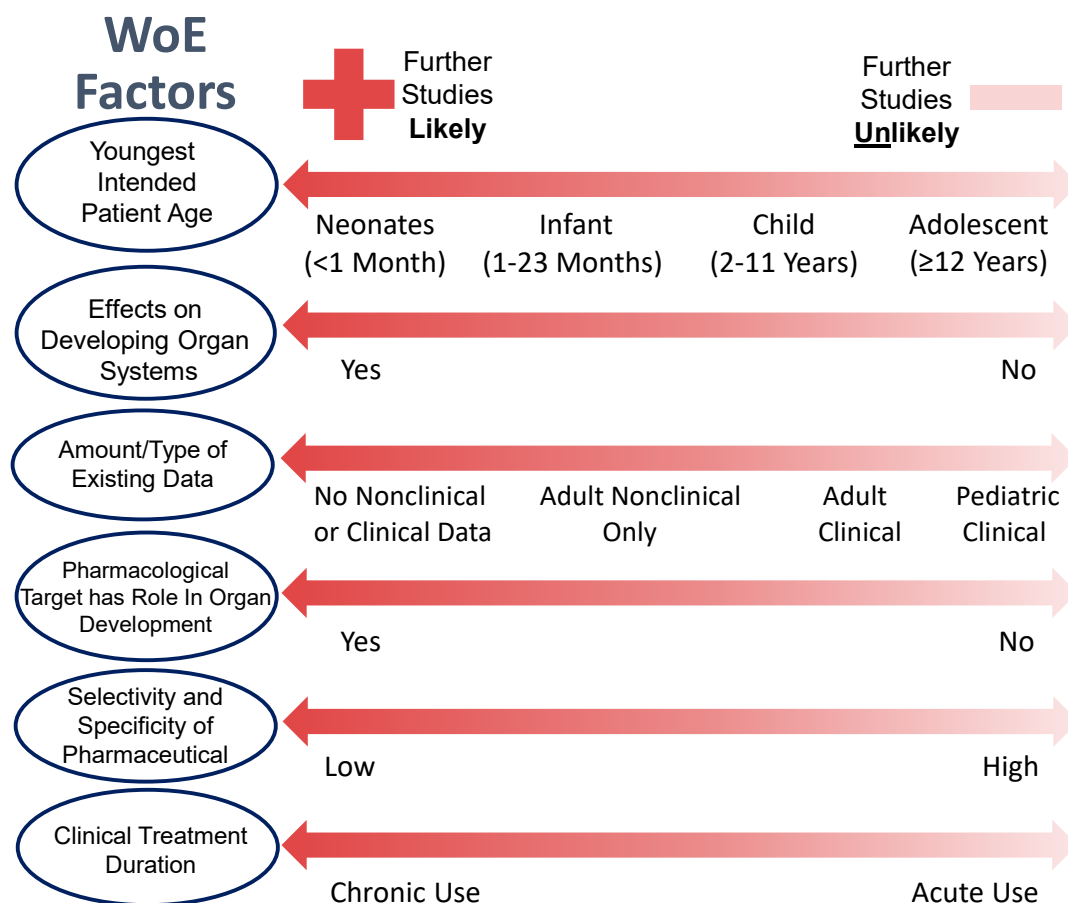 WoE
Factors
Further
Studies
Likely
Further
Studies
Unlikely
Youngest
Intended
Patient Age
Neonates
(<1 Month)
Infant
(1-23 Months)
Child
(2-11 Years)
Adolescent
(≥12 Years)
Effects on
Developing Organ
Systems
Yes
No
Amount/Type of
Existing Data
No Nonclinical
or Clinical Data
Adult Nonclinical
Only
Adult
Clinical
Pediatric
Clinical
Pharmacological
Target has Role In Organ
Development
Yes
No
Selectivity and
Specificity of
Pharmaceutical
Low
High
Clinical Treatment
Duration
Chronic Use
Acute Use